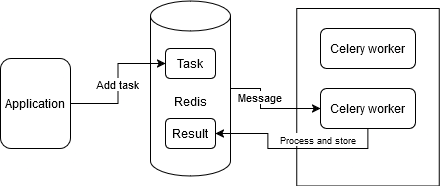 Application
Add task
Task
Redis
Result
Message
Celery worker
Celery worker
Process and store